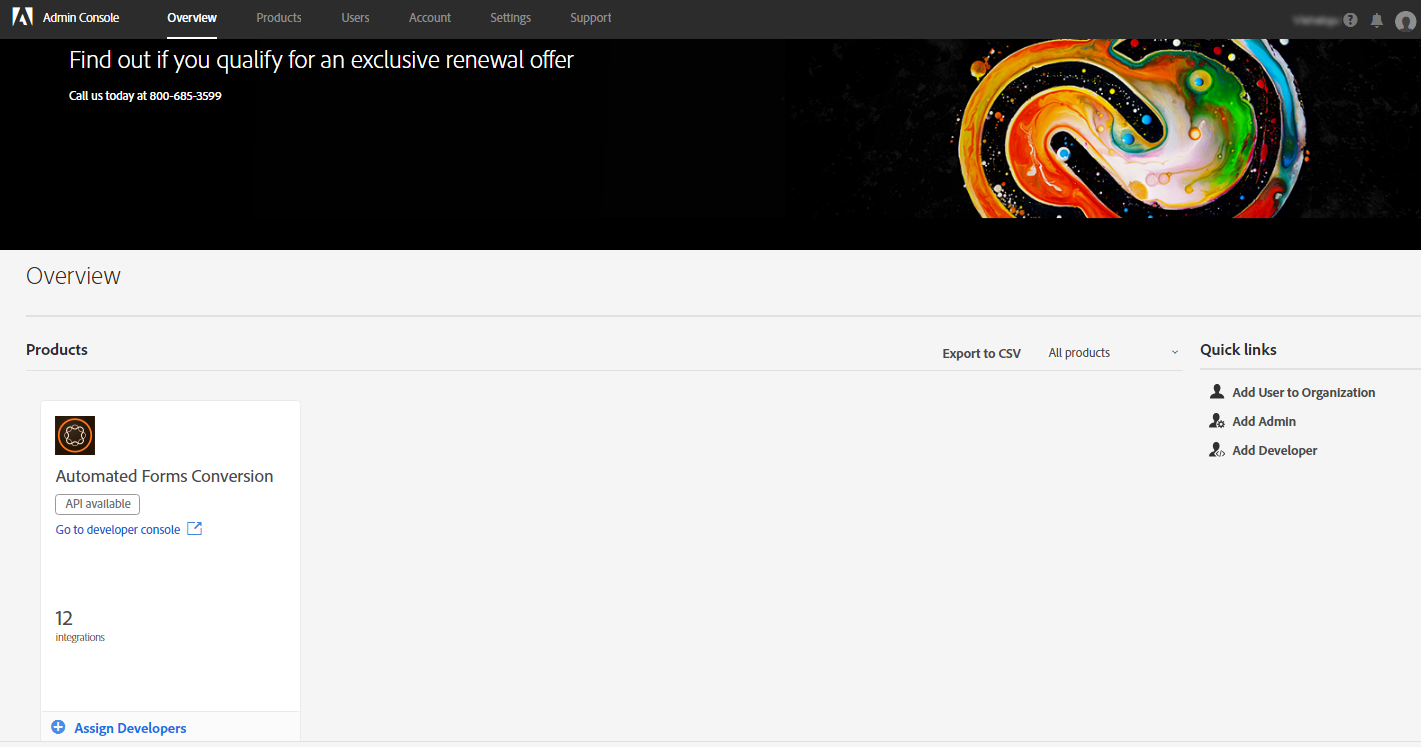 Admin Console Overview Products Users Account Settings Support
Find out if you qualify for an exclusive renewal offer
Call us today at 800-685-3599
Overview
Products
Export to CSV All products
Automated Forms Conversion
API available
Go to developer console
12
integrations
Assign Developers
Quick links
Add User to Organization
Add Admin
Add Developer